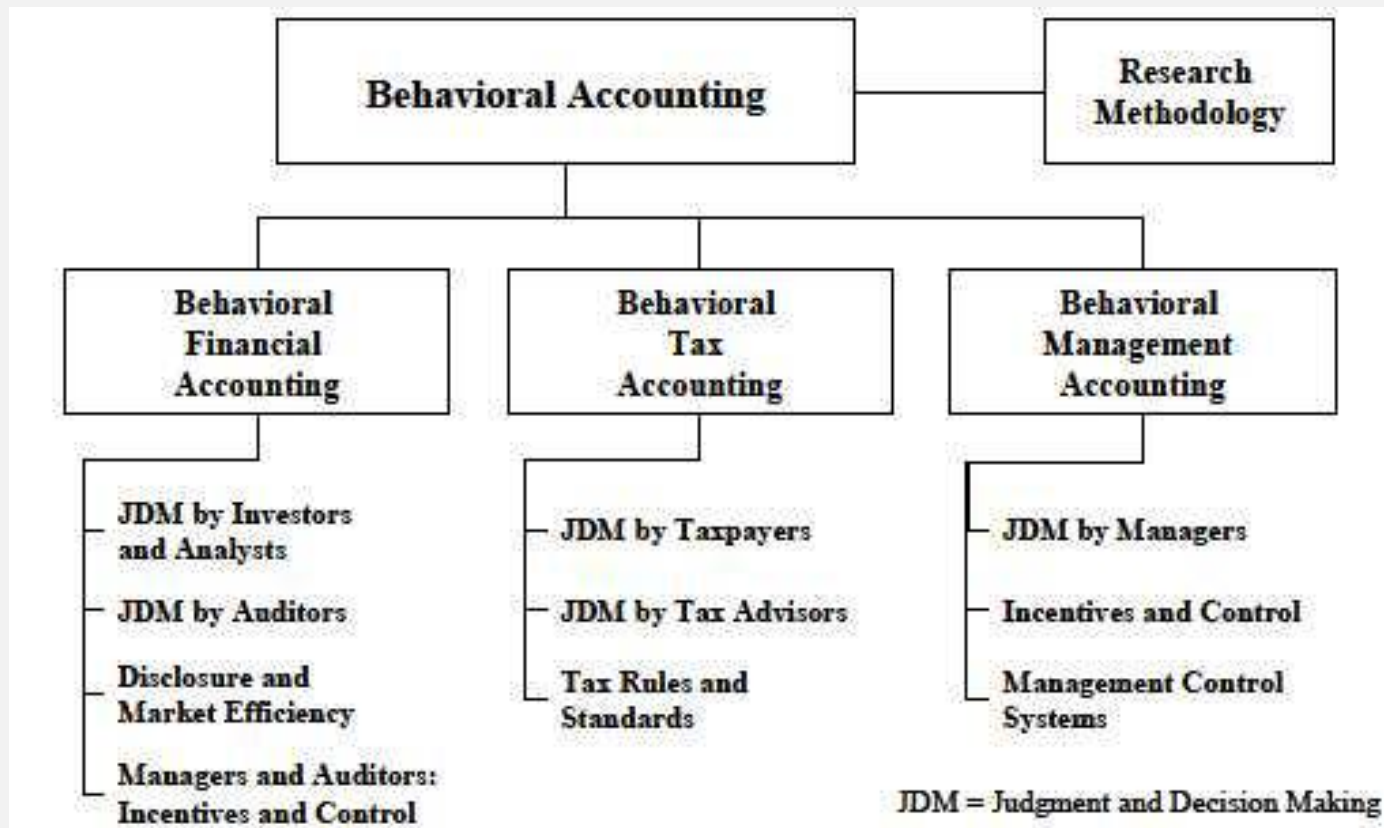 Behavioral Accounting
Research
Methodology
Behavioral
Financial
Accounting
Behavioral
Tax
Accounting
Behavioral
Management
Accounting
JDM by Investors
and Analysts
JDM by Auditors
Disclosure and
Market Efficiency
Managers and Auditors:
Incentives and Control
JDM by Taxpayers
JDM by Tax Advisors
Tax Rules and
Standards
JDM by Managers
Incentives and Control
Management Control
Systems
JDM = Judgment and Decision Making